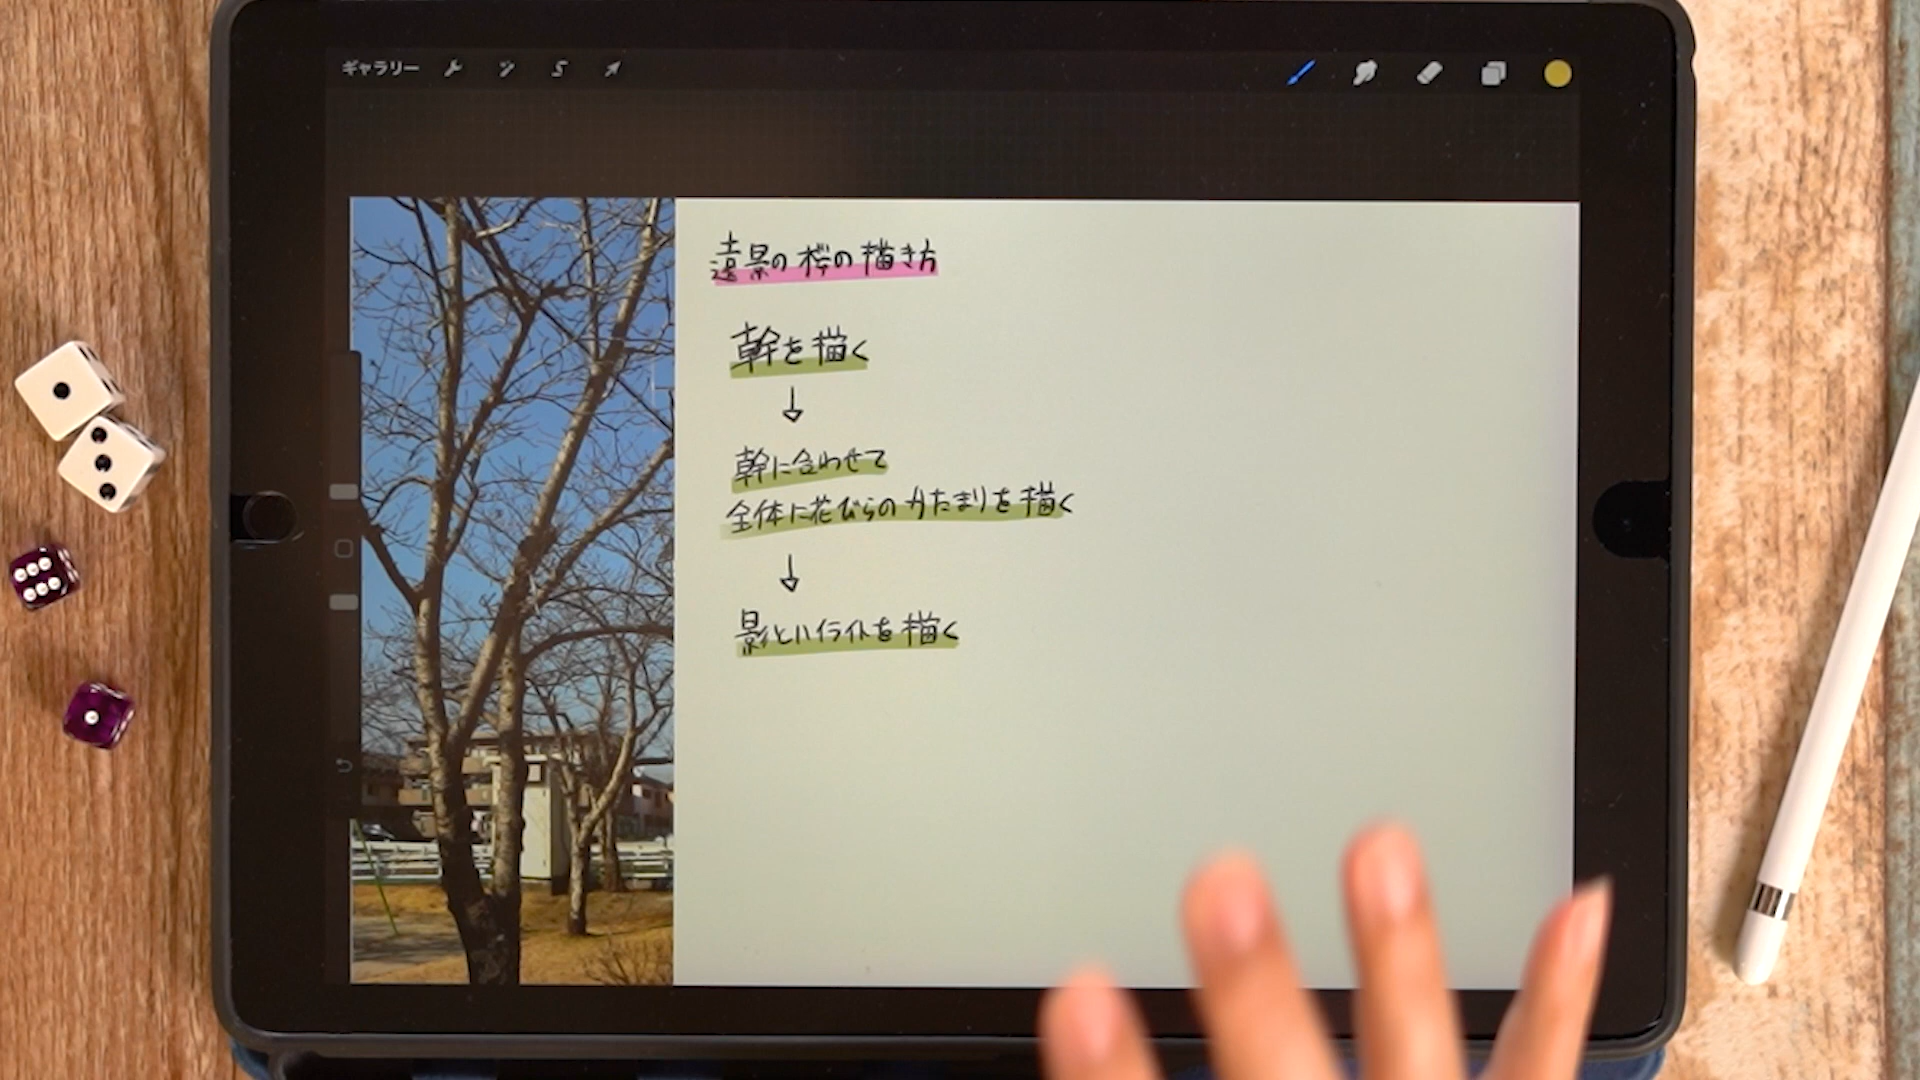 ギャラリー
遠景の桜の描き方
幹を描く
↓
幹に合わせて
全体に花びらのかたまりを描く
↓
影とハイライトを描く